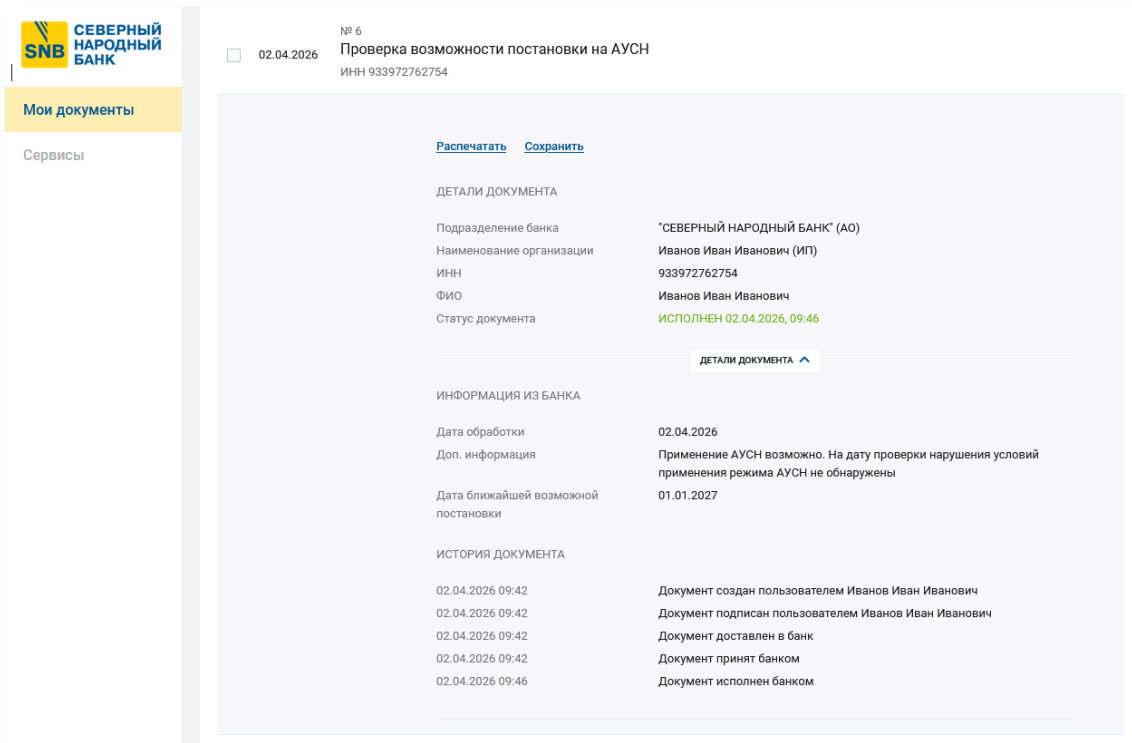 SNB
СЕВЕРНЫЙ
НАРОДНЫЙ
БАНК
Мои документы
Сервисы
02.04.2026
№ 6
Проверка возможности постановки на АУСН
ИНН 933972762754
Распечатать Сохранить
ДЕТАЛИ ДОКУМЕНТА
Подразделение банка "СЕВЕРНЫЙ НАРОДНЫЙ БАНК" (АО)
Наименование организации Иванов Иван Иванович (ИП)
ИНН 933972762754
ФИО Иванов Иван Иванович
Статус документа ИСПОЛНЕН 02.04.2026, 09:46
ДЕТАЛИ ДОКУМЕНТА
ИНФОРМАЦИЯ ИЗ БАНКА
Дата обработки 02.04.2026
Доп. информация Применение АУСН возможно. На дату проверки нарушения условий
применения режима АУСН не обнаружены
Дата ближайшей возможной 01.01.2027
постановки
ИСТОРИЯ ДОКУМЕНТА
02.04.2026 09:42 Документ создан пользователем Иванов Иван Иванович
02.04.2026 09:42 Документ подписан пользователем Иванов Иван Иванович
02.04.2026 09:42 Документ доставлен в банк
02.04.2026 09:42 Документ принят банком
02.04.2026 09:46 Документ исполнен банком